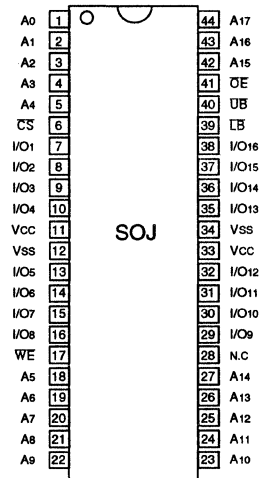 A0 1 44 A17
A1 2 43 A16
A2 3 42 A15
A3 4 41 OE
A4 5 40 UB
CS 6 39 LB
I/O1 7 38 I/O16
I/O2 8 37 I/O15
I/O3 9 36 I/O14
I/O4 10 35 I/O13
Vcc 11 34 Vss
SOJ
Vss 12 33 Vcc
I/O5 13 32 I/O12
I/O6 14 31 I/O11
I/O7 15 30 I/O10
I/O8 16 29 I/O9
WE 17 28 N.C
A5 18 27 A14
A6 19 26 A13
A7 20 25 A12
A8 21 24 A11
A9 22 23 A10